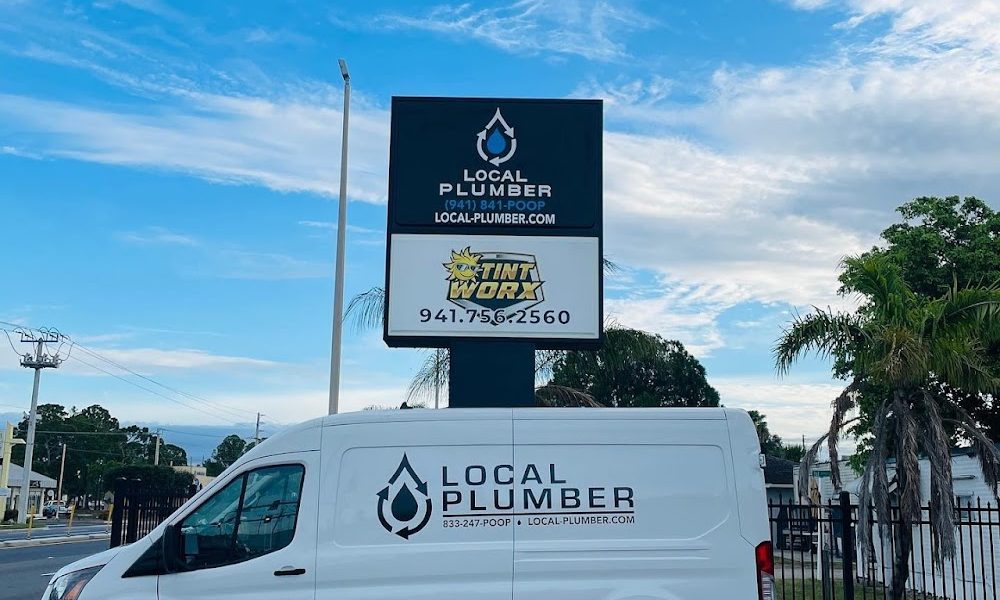 LOCAL
PLUMBER
(941) 841-POOP
LOCAL-PLUMBER.COM
TINT
WORX
941.756.2560
LOCAL
PLUMBER
833-247-POOP LOCAL-PLUMBER.COM